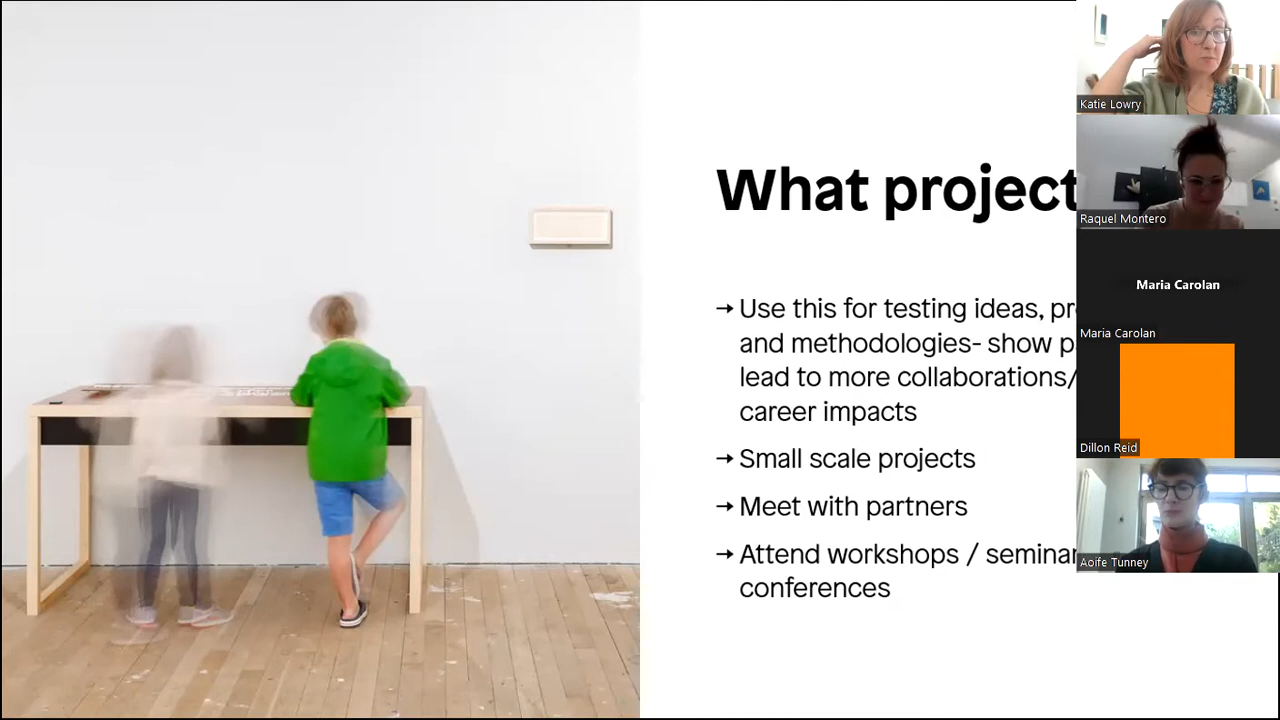 What project
→ Use this for testing ideas, pr
and methodologies- show p
lead to more collaborations/
career impacts
→ Small scale projects
→ Meet with partners
→ Attend workshops / seminar
conferences
Katie Lowry
Raquel Montero
Maria Carolan
Maria Carolan
Dillon Reid
Aoife Tunney